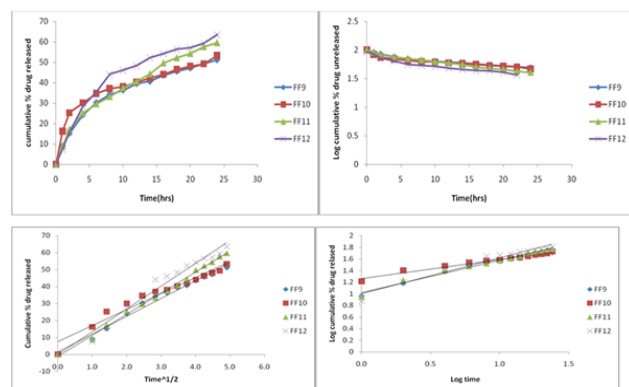 cumulative % drug released
70
60
50
40
30
20
10
0
0 5 10 15 20 25 30
Time(hrs)
FF9
FF10
FF11
FF12
Log cumulative % drug unreleased
2.5
2
1.5
1
0.5
0
0 5 10 15 20 25 30
Time(hrs)
FF9
FF10
FF11
FF12
Cumulative % drug released
70
60
50
40
30
20
10
0
-10
0.0 1.0 2.0 3.0 4.0 5.0 6.0
Time^1/2
FF9
FF10
FF11
FF12
Log cumulative % drug relased
2
1.8
1.6
1.4
1.2
1
0.8
0.6
0.4
0.2
0
0.0 0.5 1.0 1.5
Log time
FF9
FF10
FF11
FF12